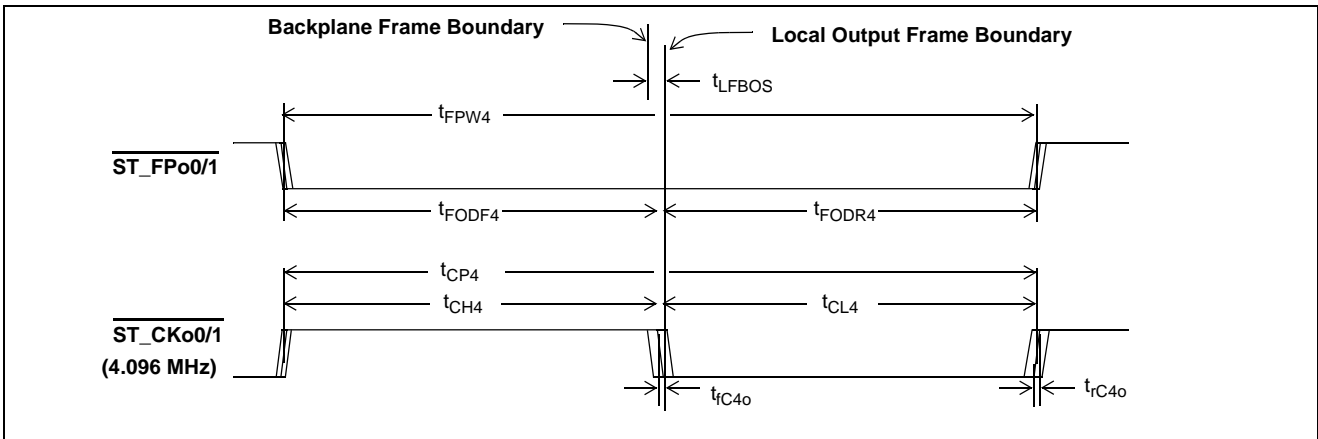 Backplane Frame Boundary
Local Output Frame Boundary
tLFBOS
tFPW4
ST_FPo0/1
tFODF4
tFODR4
tCP4
tCH4
tCL4
ST_CKo0/1
(4.096 MHz)
tfC4o
trC4o